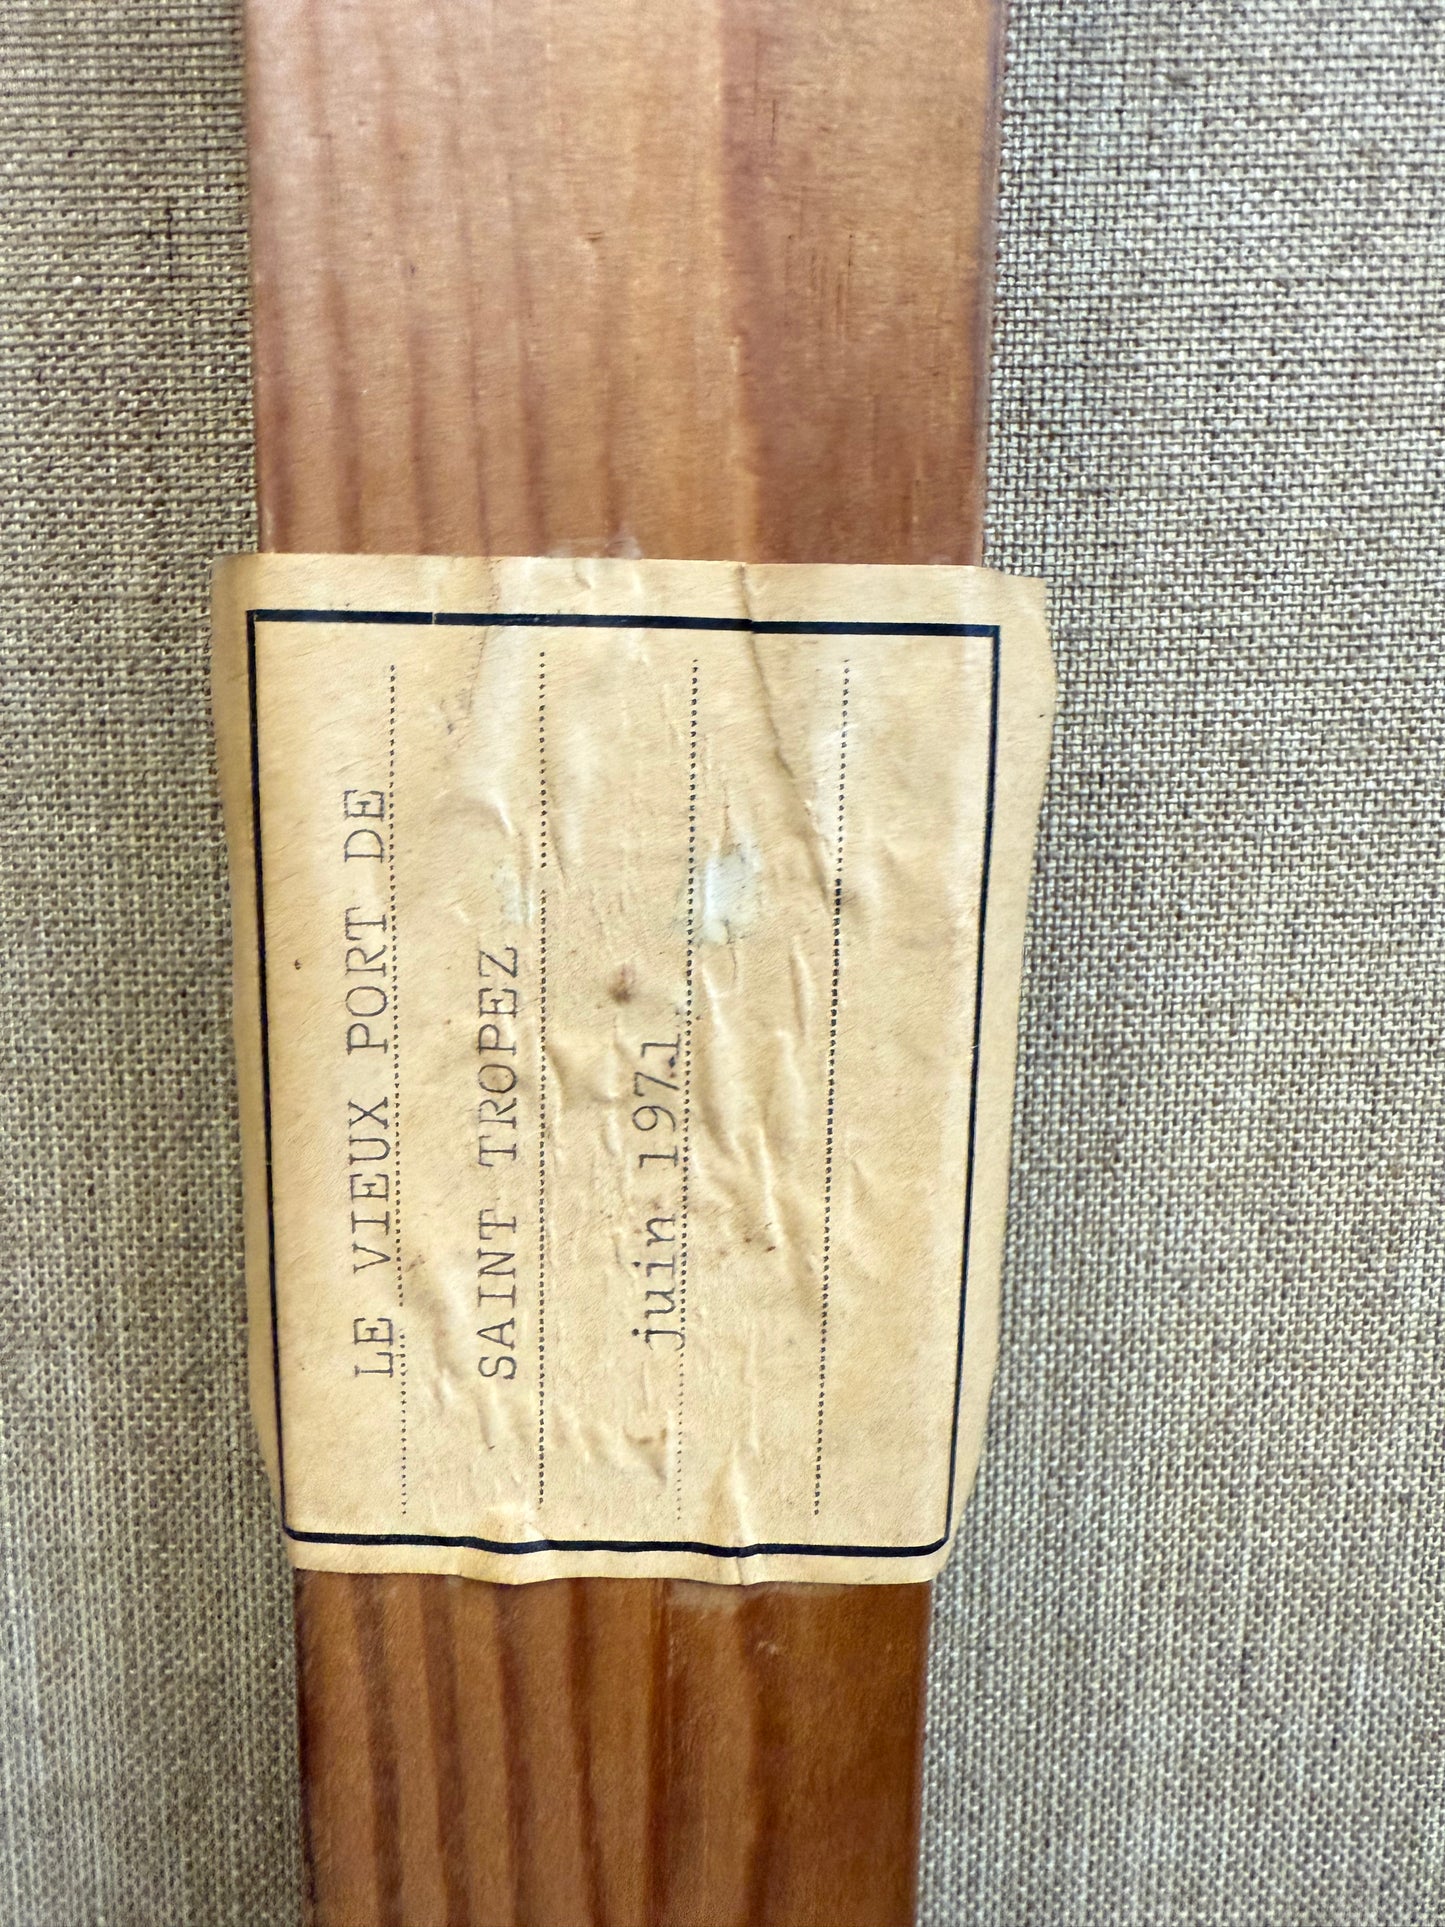 LE VIEUX PORT DE
SAINT TROPEZ
juin 1971